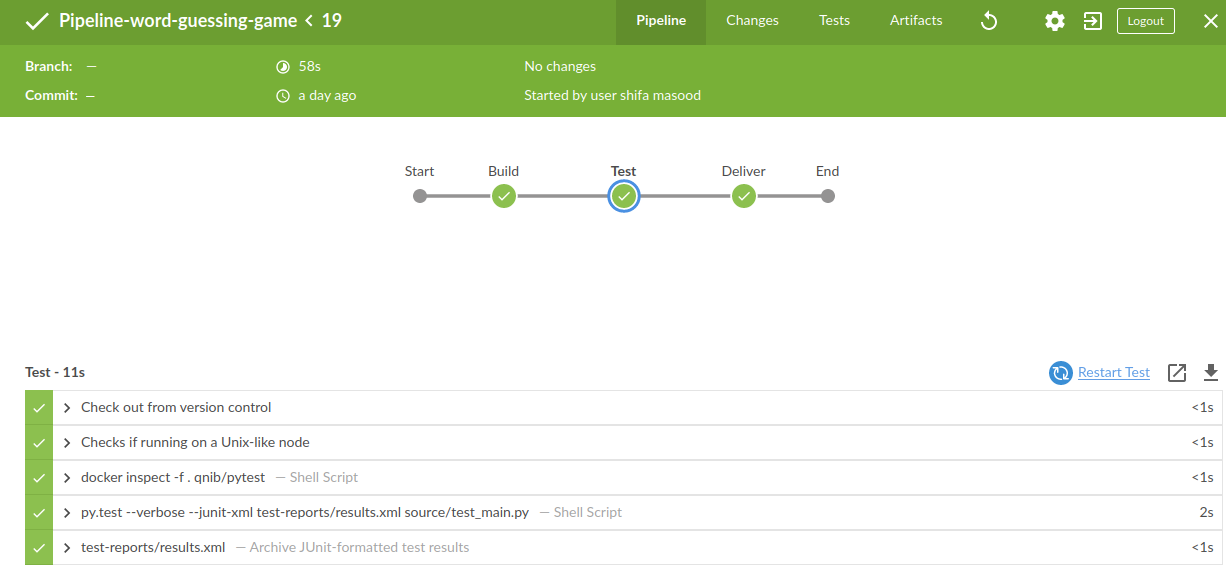 Pipeline-word-guessing-game < 19 Pipeline Changes Tests Artifacts Logout
Branch: — 58s No changes
Commit: — a day ago Started by user shifa masood
Start Build Test Deliver End
Test - 11s Restart Test
Check out from version control <1s
Checks if running on a Unix-like node <1s
docker inspect -f . qnib/pytest — Shell Script <1s
py.test --verbose --junit-xml test-reports/results.xml source/test_main.py — Shell Script 2s
test-reports/results.xml — Archive JUnit-formatted test results <1s